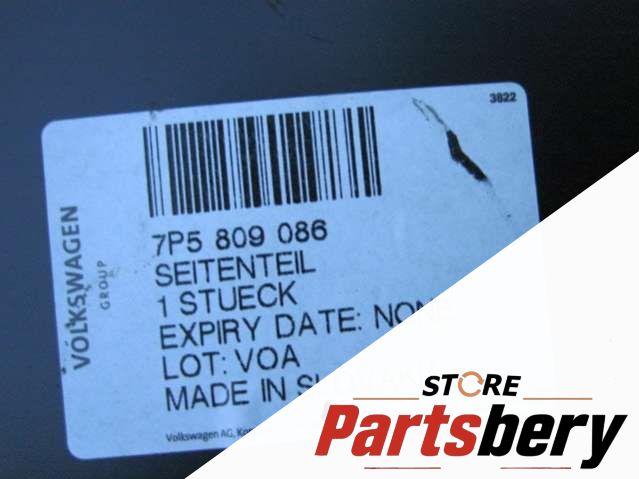 3822
VOLKSWAGEN
GROUP
7P5 809 086
SEITENTEIL
1 STUECK
EXPIRY DATE: NONE
LOT: VOA
MADE IN
Volkswagen AG,
STORE
Partsbery